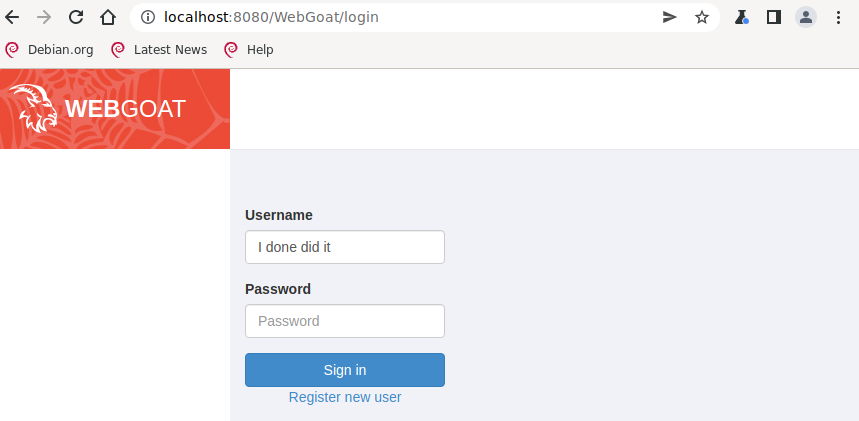 localhost:8080/WebGoat/login
Debian.org Latest News Help
WEBGOAT
Username
I done did it
Password
Password
Sign in
Register new user